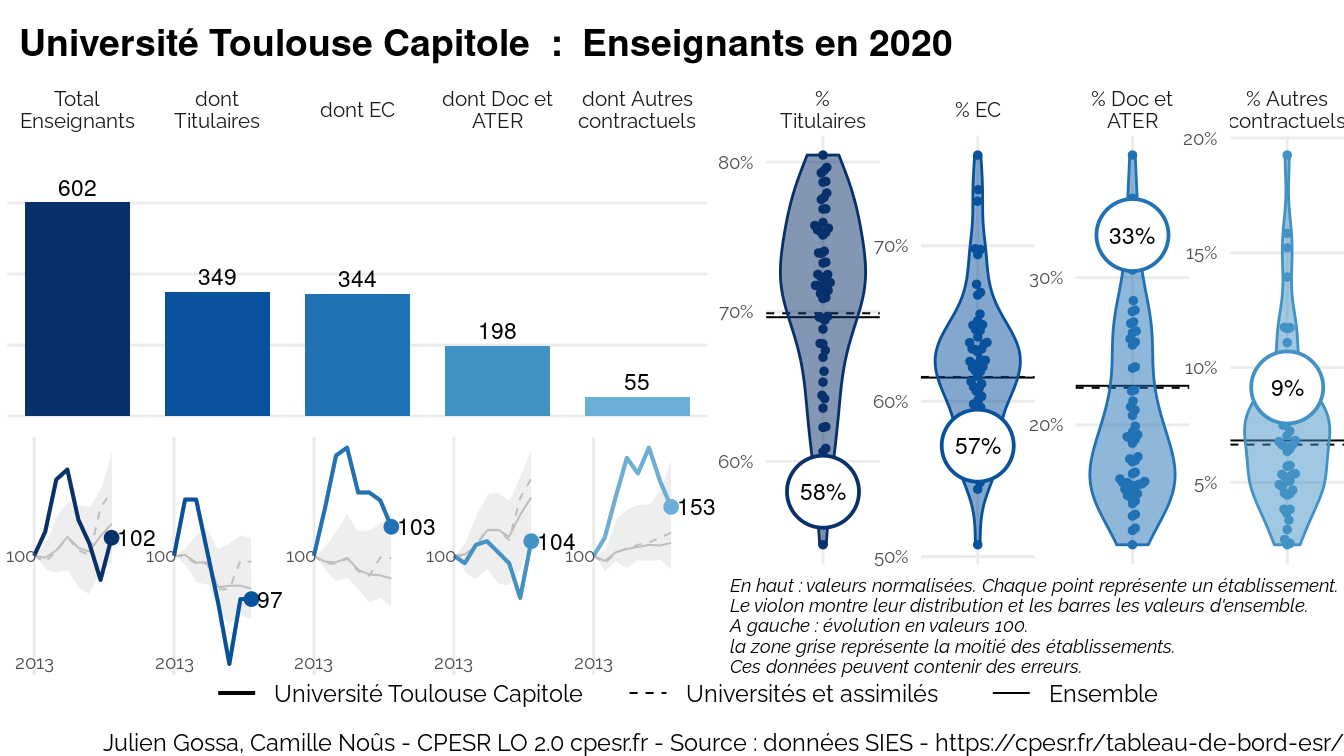 Université Toulouse Capitole : Enseignants en 2020
Total
Enseignants
dont
Titulaires
dont EC
dont Doc et
ATER
dont Autres
contractuels
602
349
344
198
55
100
2013
102
100
2013
97
100
2013
103
100
2013
104
100
2013
153
%
Titulaires
80%
70%
60%
58%
% EC
70%
60%
50%
57%
% Doc et
ATER
30%
20%
33%
% Autres
contractuels
20%
15%
10%
5%
9%
En haut : valeurs normalisées. Chaque point représente un établissement.
Le violon montre leur distribution et les barres les valeurs d'ensemble.
A gauche : évolution en valeurs 100.
la zone grise représente la moitié des établissements.
Ces données peuvent contenir des erreurs.
Université Toulouse Capitole
Universités et assimilés
Ensemble
Julien Gossa, Camille Noûs - CPESR LO 2.0 cpesr.fr - Source : données SIES - https://cpesr.fr/tableau-de-bord-esr/